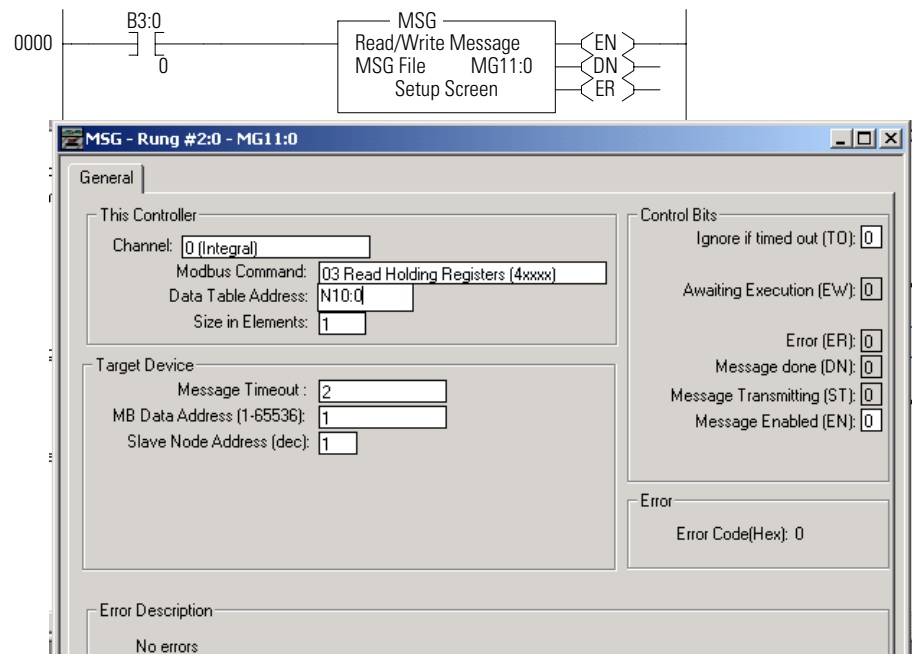 B3:0
0000
0
MSG
Read/Write Message
MSG File MG11:0
Setup Screen
EN
DN
ER
MSG - Rung #2:0 - MG11:0
General
This Controller
Channel: 0 (Integral)
Modbus Command: 03 Read Holding Registers (4xxxx)
Data Table Address: N10:0
Size in Elements: 1
Target Device
Message Timeout : 2
MB Data Address (1-65536): 1
Slave Node Address (dec): 1
Control Bits
Ignore if timed out (TO): 0
Awaiting Execution (EW): 0
Error (ER): 0
Message done (DN): 0
Message Transmitting (ST): 0
Message Enabled (EN): 0
Error
Error Code(Hex): 0
Error Description
No errors